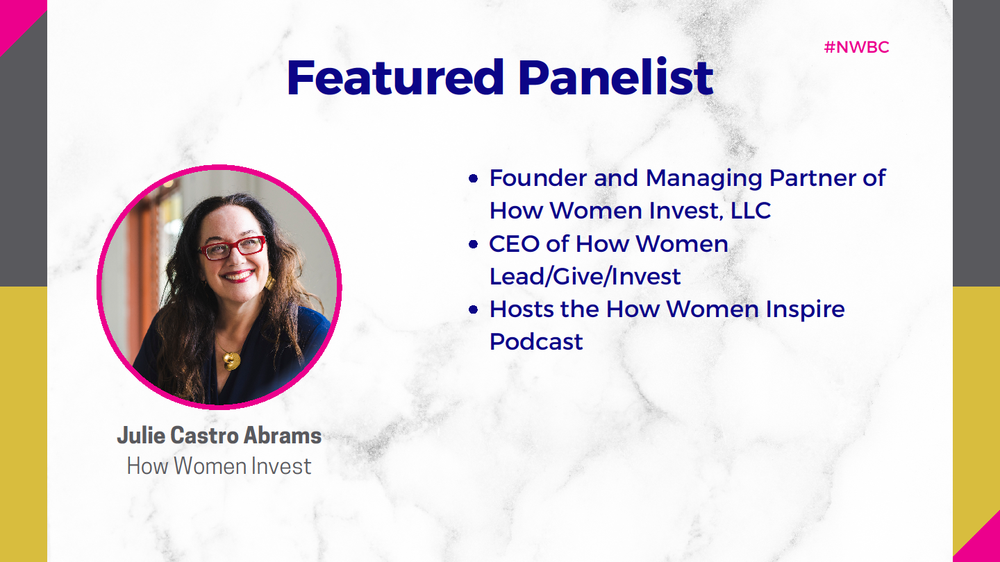 #NWBC
Featured Panelist
• Founder and Managing Partner of
How Women Invest, LLC
• CEO of How Women
Lead/Give/Invest
• Hosts the How Women Inspire
Podcast
Julie Castro Abrams
How Women Invest